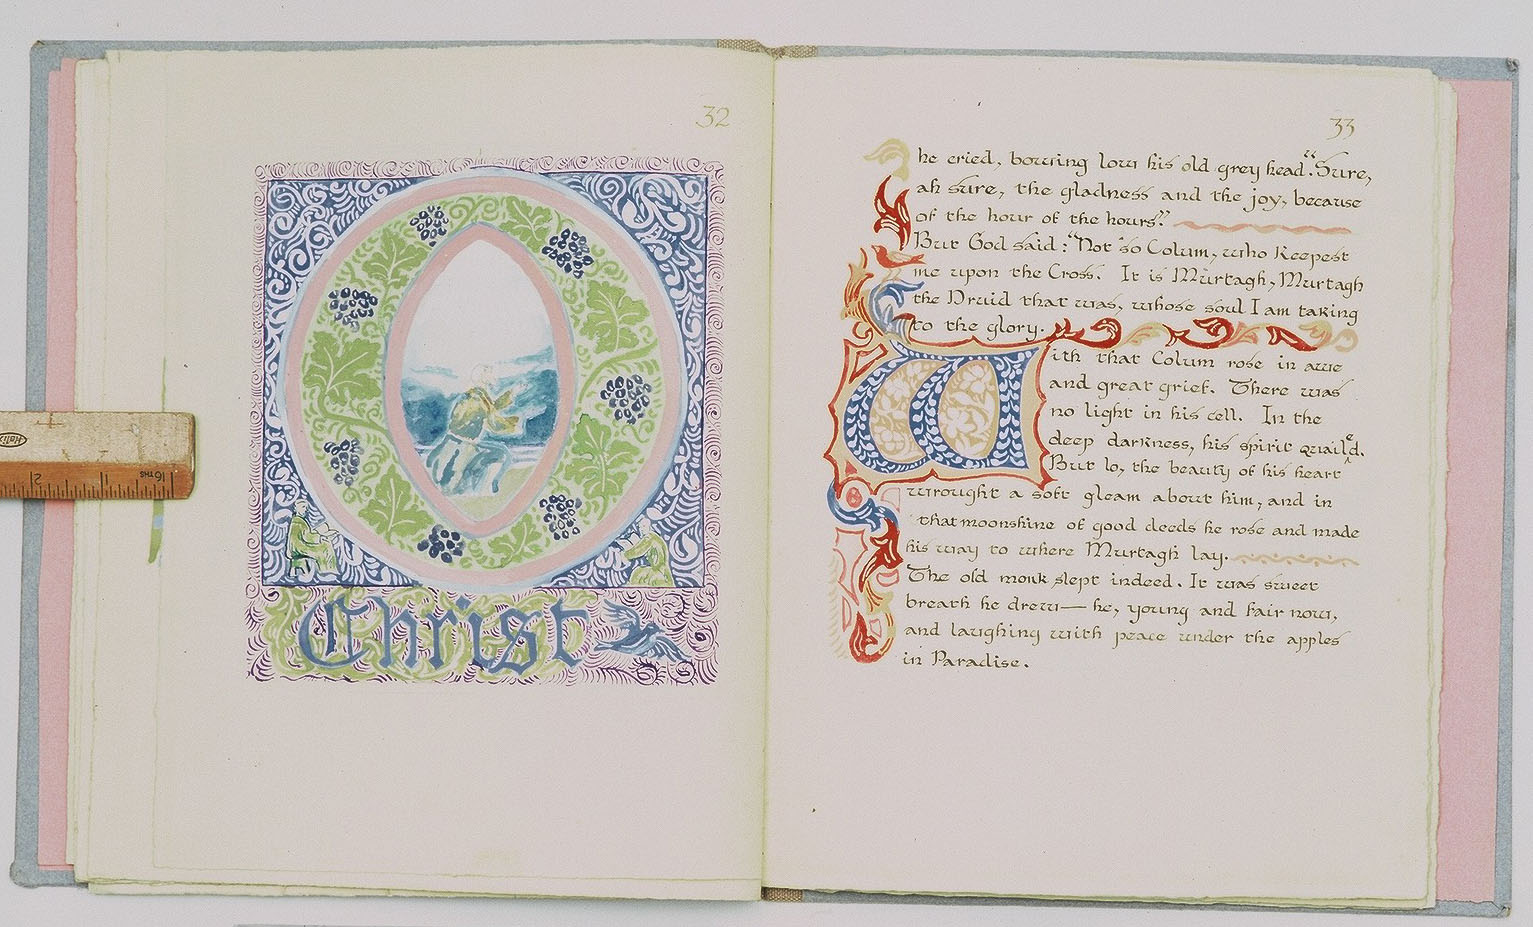 32
Christ
33
he cried, bowing low his old grey head. "Sure,
ah sure, the gladness and the joy, because
of the hour of the hours!"
But God said: "Not so Colum, who Keepest
me upon the Cross. It is Murtagh, Murtagh
the Druid that was, whose soul I am taking
to the glory.
With that Colum rose in awe
and great grief. There was
no light in his cell. In the
deep darkness, his spirit quailed.
But lo, the beauty of his heart
wrought a soft gleam about him, and in
that moonshine of good deeds he rose and made
his way to where Murtagh lay.
The old monk slept indeed. It was sweet
breath he drew — he, young and fair now,
and laughing with peace under the apples
in Paradise.
2 1 16THS